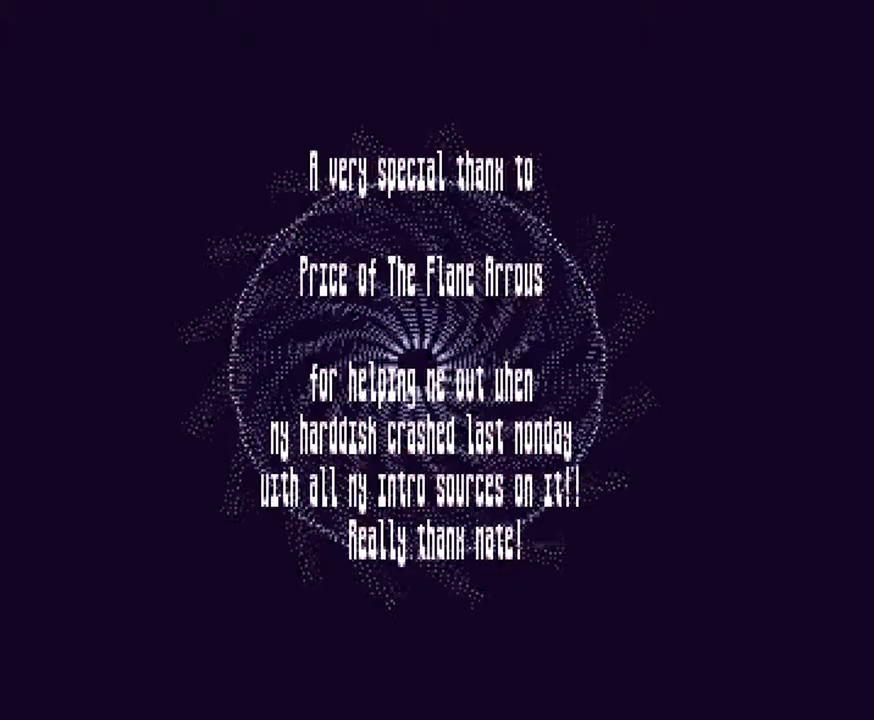 A very special thanx to
Price of The Flame Arrows
for helping me out when
my harddisk crashed last monday
with all my intro sources on it!!
Really thanx mate!